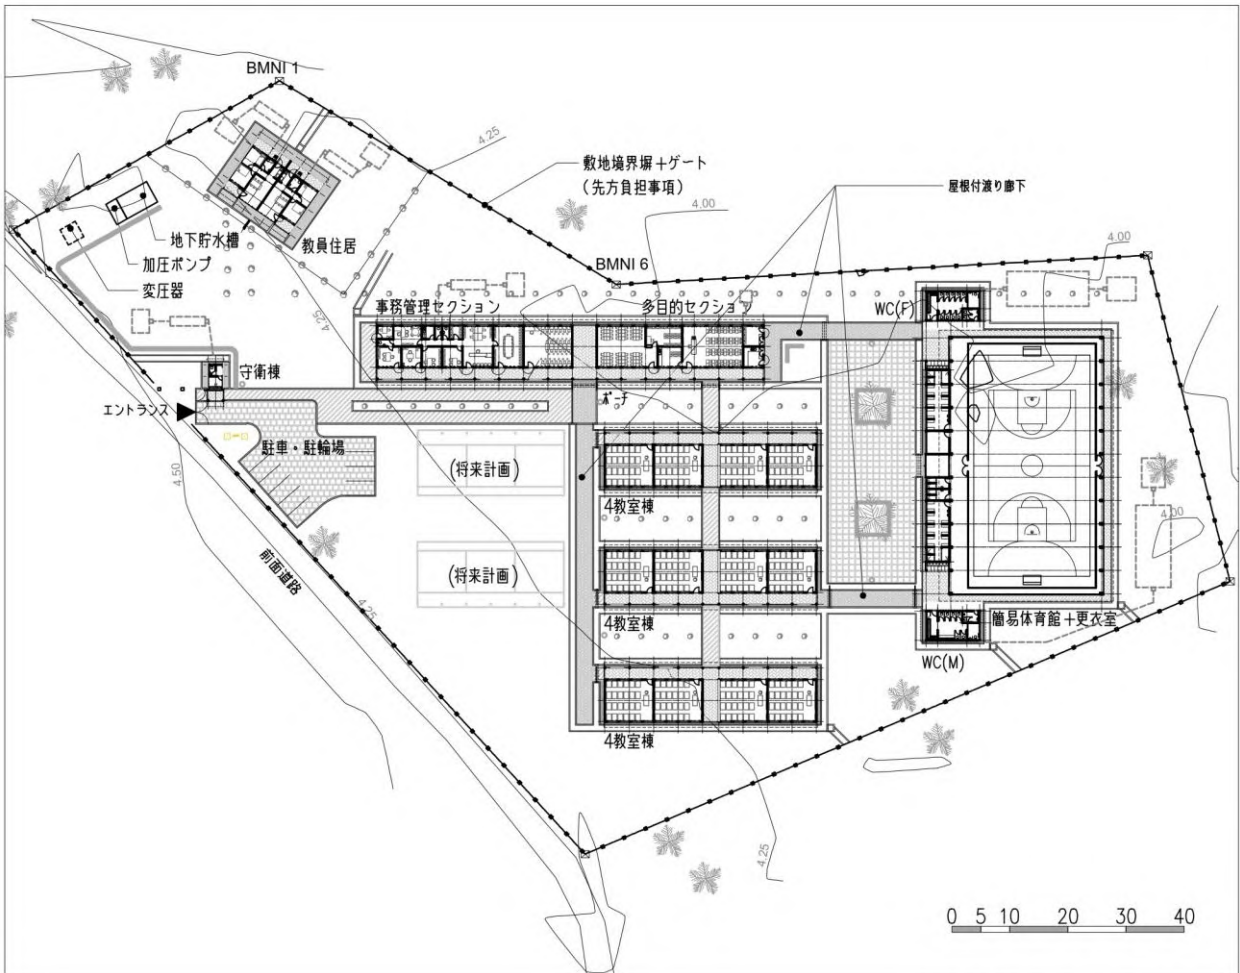 BMNI 1
4.25
敷地境界塀＋ゲート
（先方負担事項）
屋根付渡り廊下
4.00
4.00
地下貯水槽
加圧ポンプ
変圧器
教員住居
BMNI 6
事務管理セクション
多目的セクショ
WC(F)
4.25
守衛棟
エントランス
ポーチ
駐車・駐輪場
(将来計画)
4教室棟
4.50
4.00
前面道路
(将来計画)
4.25
4教室棟
簡易体育館＋更衣室
WC(M)
4教室棟
4.25
0 5 10 20 30 40